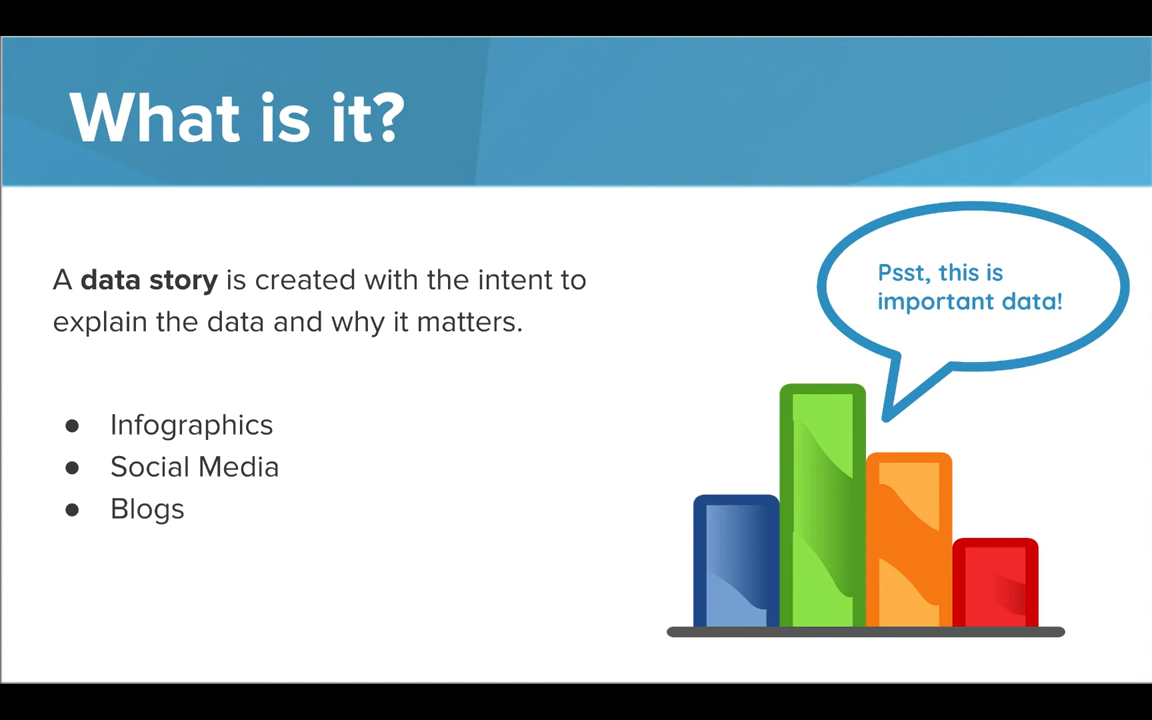 What is it?
A data story is created with the intent to
explain the data and why it matters.
● Infographics
● Social Media
● Blogs
Psst, this is
important data!